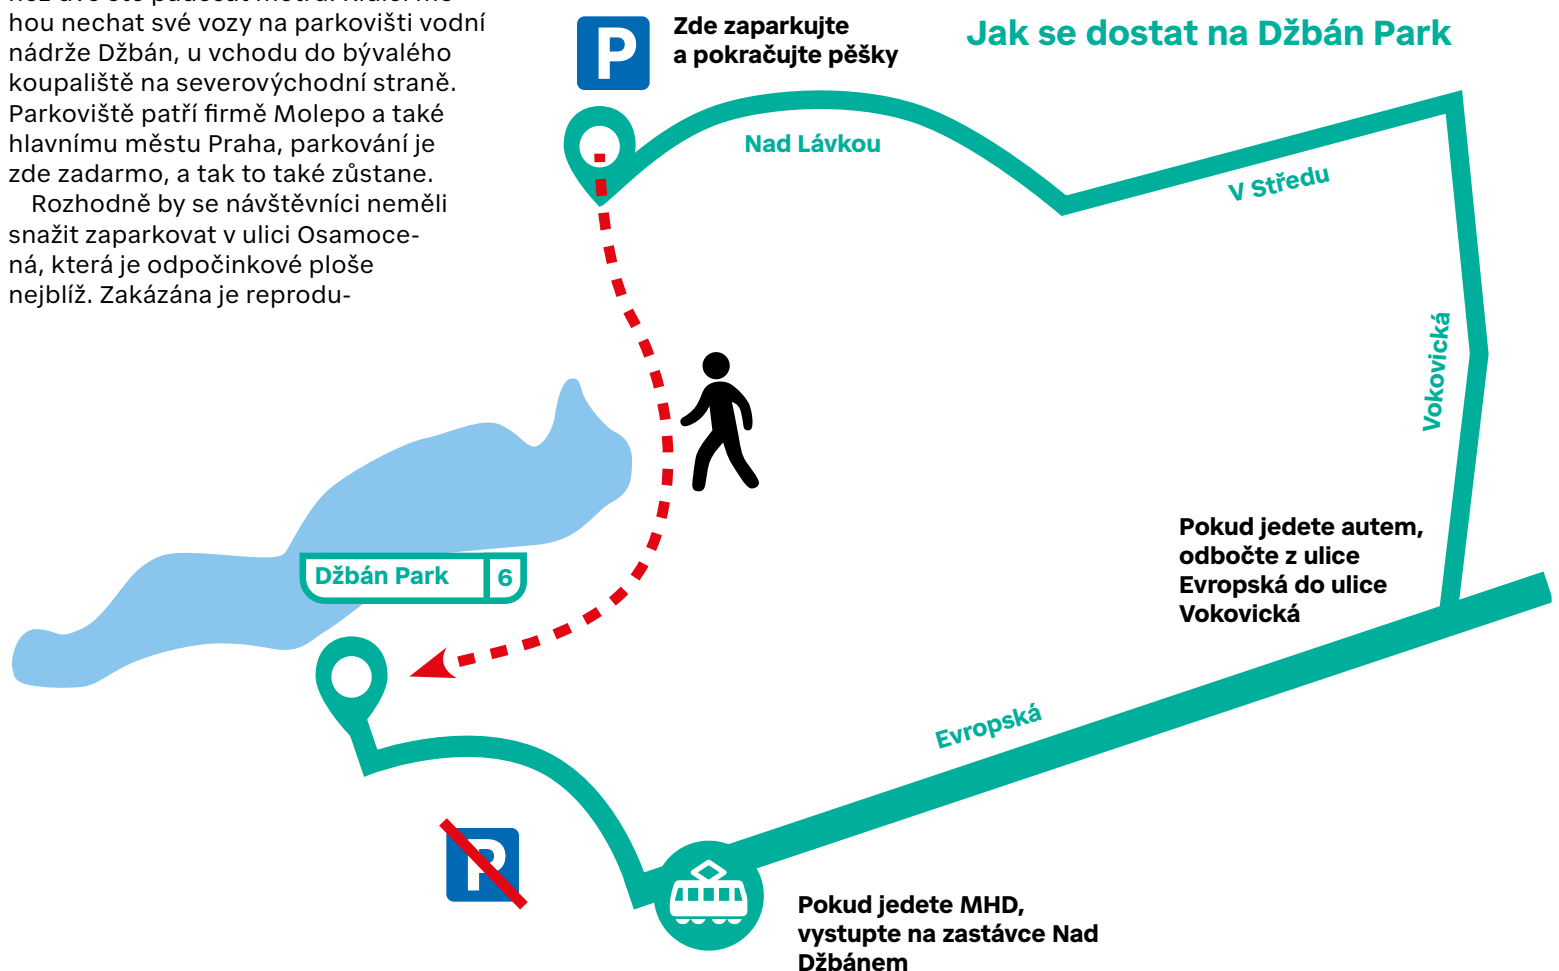 hou nechat své vozy na parkovišti vodní
nádrže Džbán, u vchodu do bývalého
koupaliště na severovýchodní straně.
Parkoviště patří firmě Molepo a také
hlavnímu městu Praha, parkování je
zde zadarmo, a tak to také zůstane.
Rozhodně by se návštěvníci neměli
snažit zaparkovat v ulici Osamoce-
ná, která je odpočinkové ploše
nejblíž. Zakázána je reprodu-
P
Zde zaparkujte
a pokračujte pěšky
Jak se dostat na Džbán Park
Nad Lávkou
V Středu
Vokovická
Pokud jedete autem,
odbočte z ulice
Evropská do ulice
Vokovická
Džbán Park 6
Evropská
P
Pokud jedete MHD,
vystupte na zastávce Nad
Džbánem